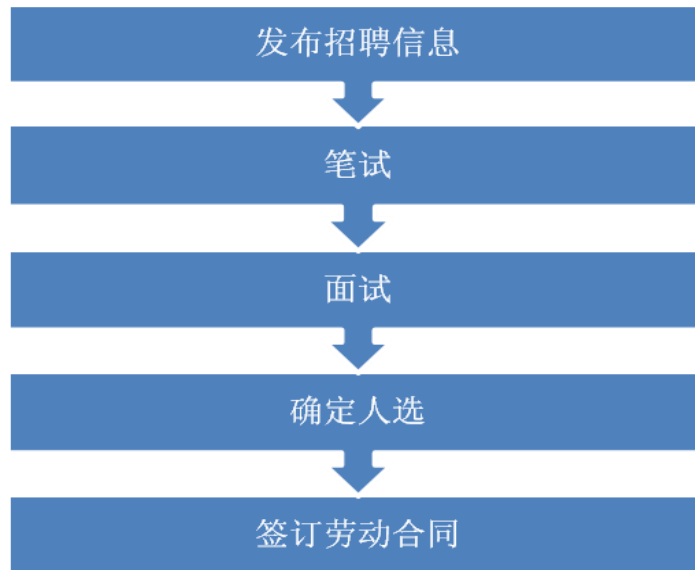 发布招聘信息
笔试
面试
确定人选
签订劳动合同